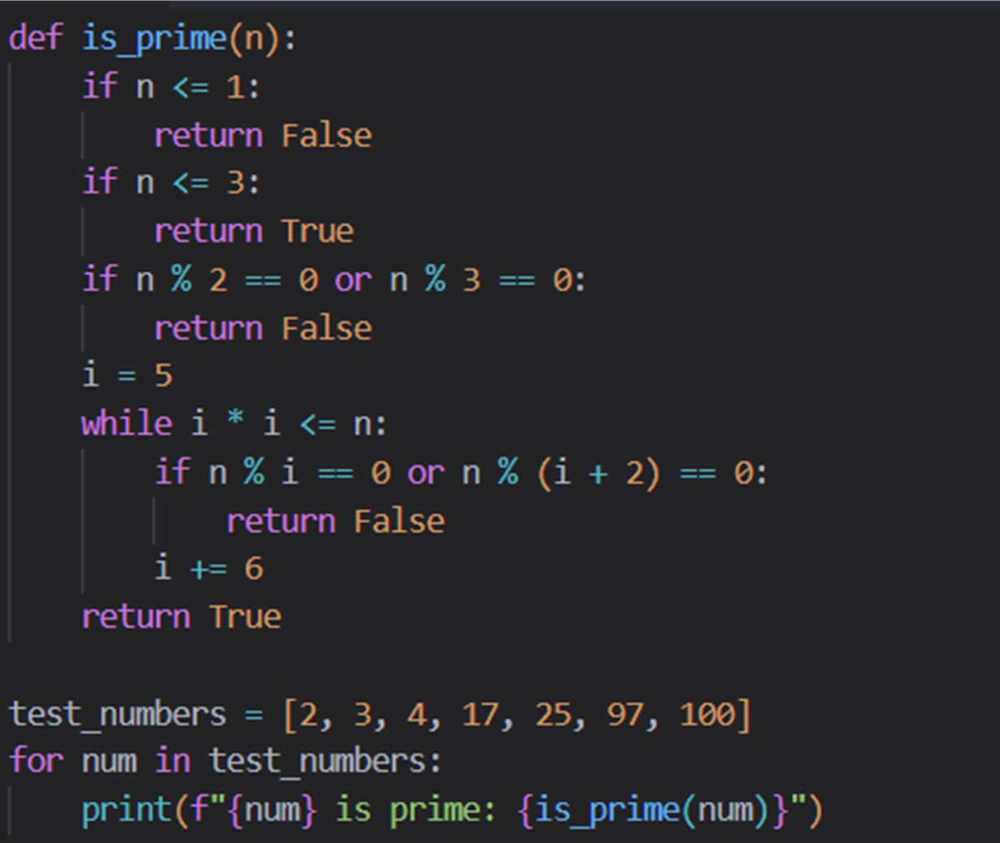 def is_prime(n):
    if n <= 1:
        return False
    if n <= 3:
        return True
    if n % 2 == 0 or n % 3 == 0:
        return False
    i = 5
    while i * i <= n:
        if n % i == 0 or n % (i + 2) == 0:
            return False
        i += 6
    return True

test_numbers = [2, 3, 4, 17, 25, 97, 100]
for num in test_numbers:
    print(f"{num} is prime: {is_prime(num)}")